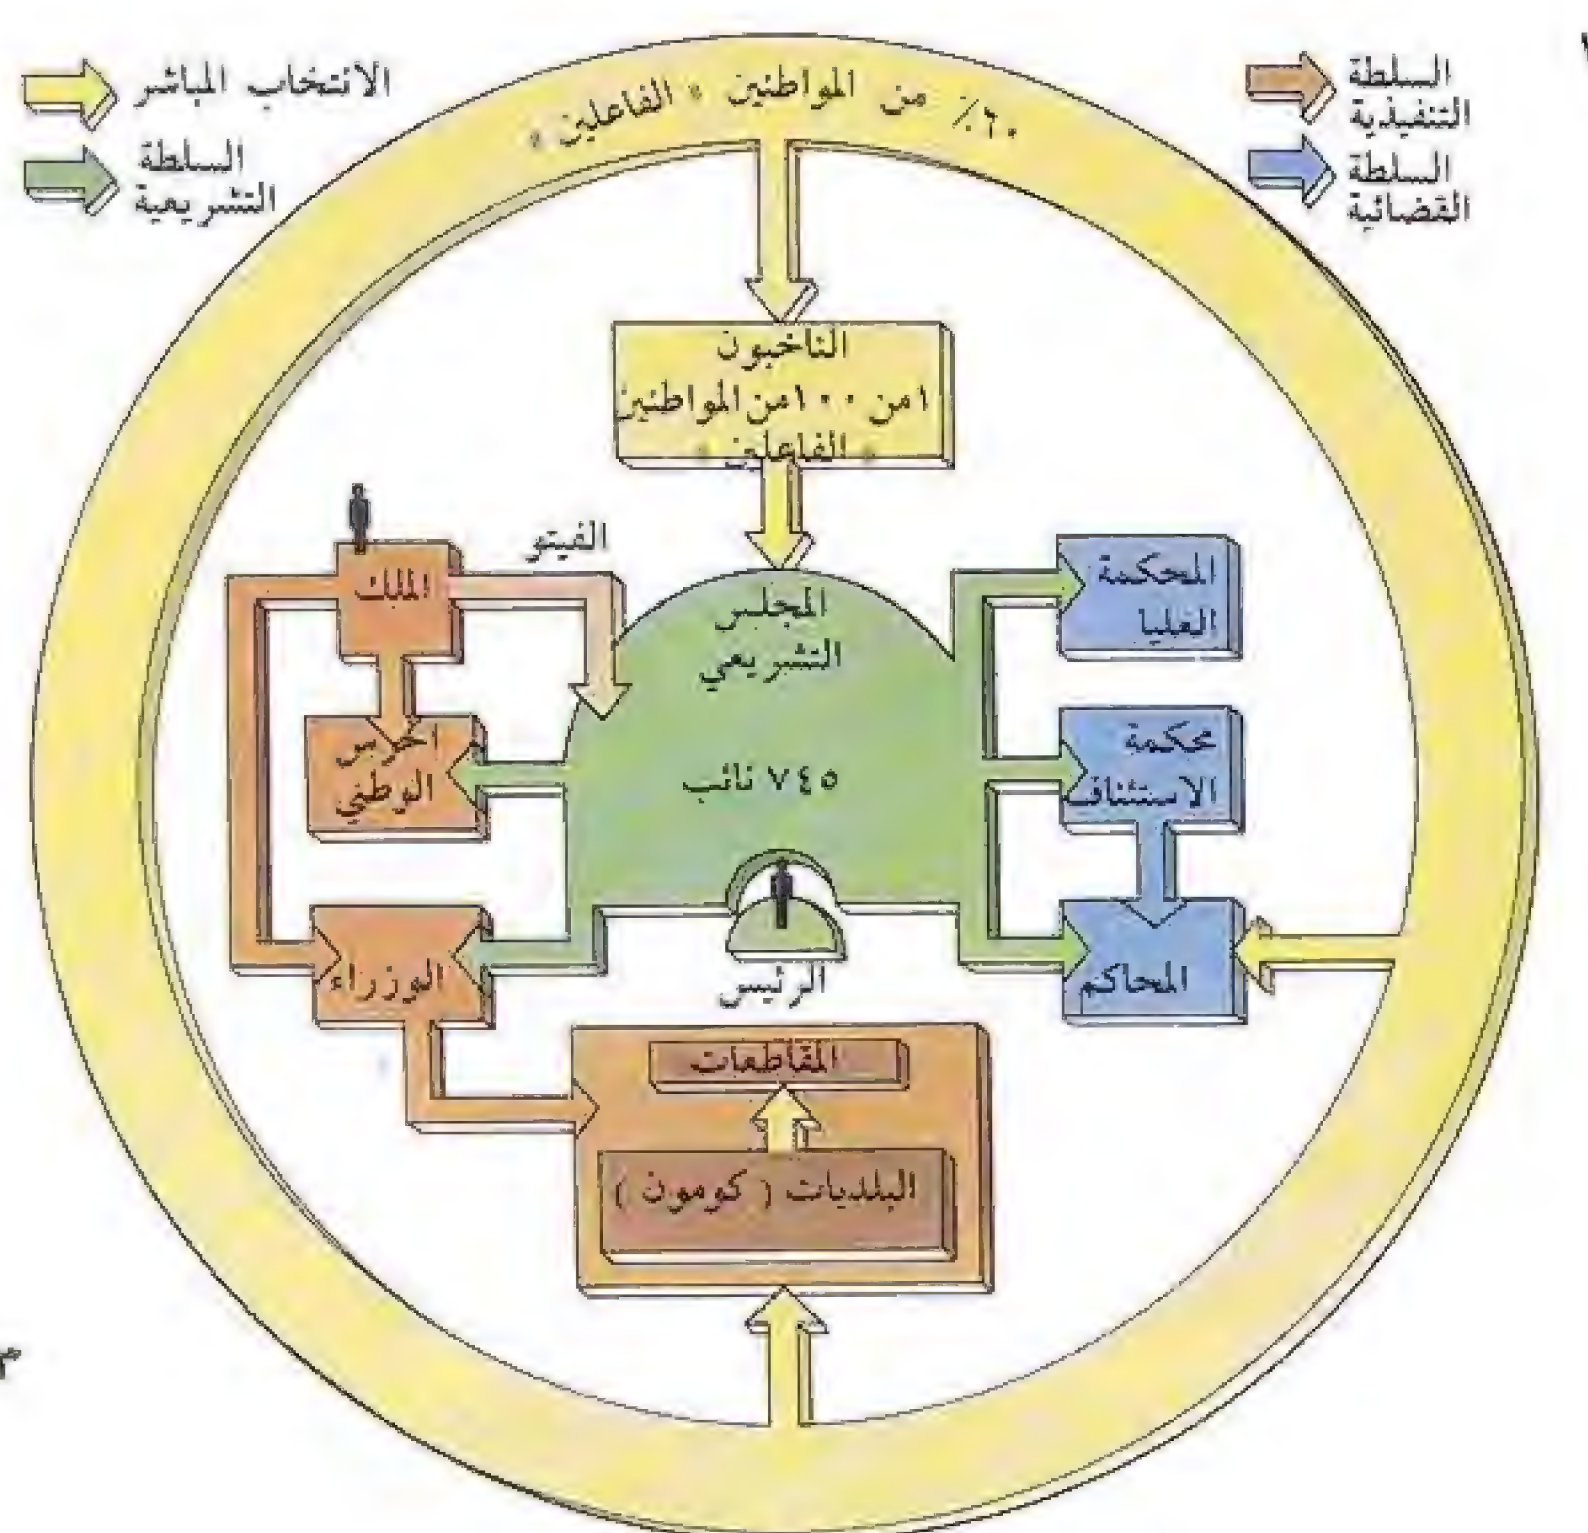 السلطة
التنفيذية
السلطة
القضائية
الانتخاب المباشر
السلطة
التشريعية
٦٠٪ من المواطنين «الفاعلين»
الناخبون
١ من ١٠٠ من المواطنين
«الفاعلين»
الفيتو
الملك
المجلس
التشريعي
٧٤٥ نائب
الرئيس
المحكمة
العليا
محكمة
الاستئناف
المحاكم
الحرس
الوطني
الوزراء
المقاطعات
البلديات (كومون)